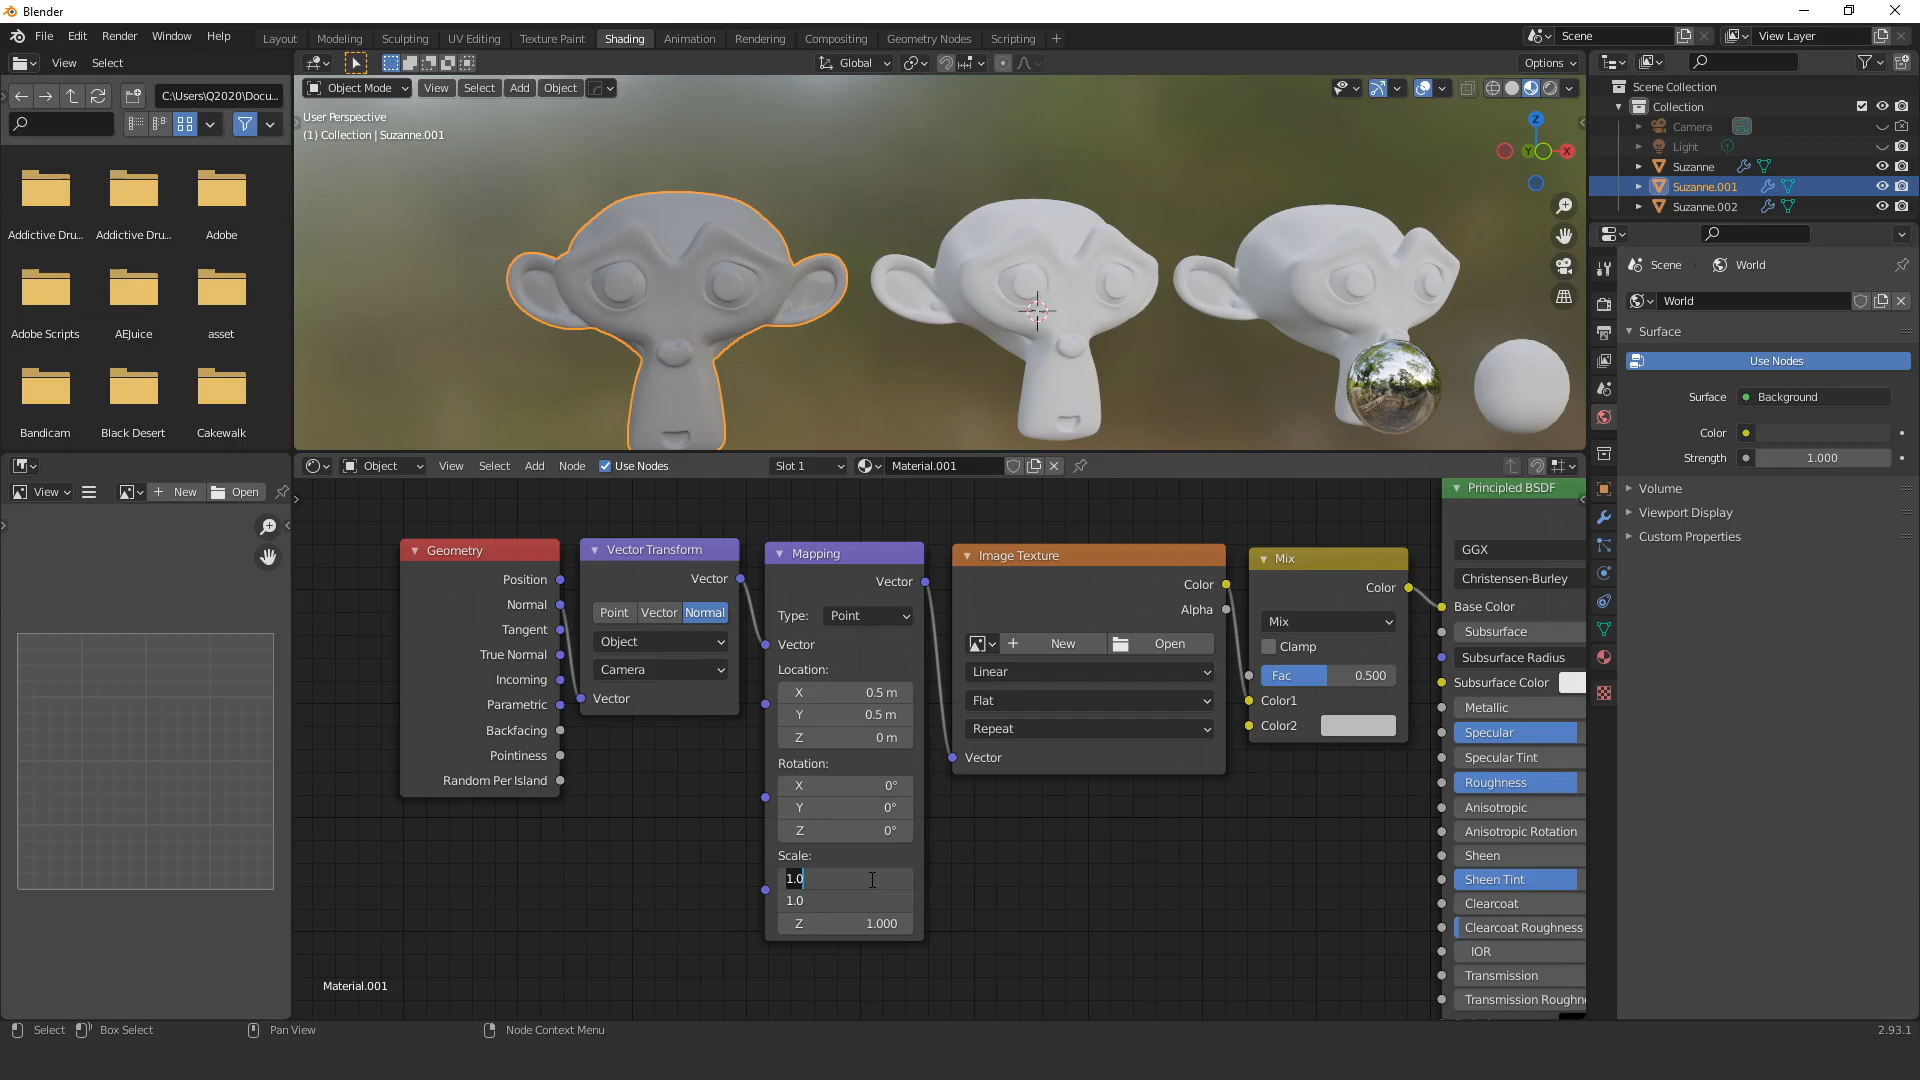 Blender
File Edit Render Window Help
Layout Modeling Sculpting UV Editing Texture Paint Shading Animation Rendering Compositing Geometry Nodes Scripting +
Scene
View Layer
View Select
Global
Options
C:\Users\Q2020\Docu...
Object Mode View Select Add Object
User Perspective
(1) Collection | Suzanne.001
Z
Y
X
Addictive Dru... Addictive Dru... Adobe
Adobe Scripts AEJuice asset
Bandicam Black Desert Cakewalk
Scene Collection
Collection
Camera
Light
Suzanne
Suzanne.001
Suzanne.002
Scene World
World
Surface
Use Nodes
Surface Background
Color
Strength 1.000
Volume
Viewport Display
Custom Properties
View + New Open
Object View Select Add Node Use Nodes Slot 1 Material.001
Geometry
Position
Normal
Tangent
True Normal
Incoming
Parametric
Backfacing
Pointiness
Random Per Island
Vector Transform
Vector
Point Vector Normal
Object
Camera
Vector
Mapping
Vector
Type: Point
Vector
Location:
X 0.5 m
Y 0.5 m
Z 0 m
Rotation:
X 0°
Y 0°
Z 0°
Scale:
1.0
1.0
Z 1.000
Image Texture
Color
Alpha
+ New Open
Linear
Flat
Repeat
Vector
Mix
Color
Mix
Clamp
Fac 0.500
Color1
Color2
Principled BSDF
GGX
Christensen-Burley
Base Color
Subsurface
Subsurface Radius
Subsurface Color
Metallic
Specular
Specular Tint
Roughness
Anisotropic
Anisotropic Rotation
Sheen
Sheen Tint
Clearcoat
Clearcoat Roughness
IOR
Transmission
Transmission Roughn
Material.001
Select Box Select Pan View Node Context Menu 2.93.1